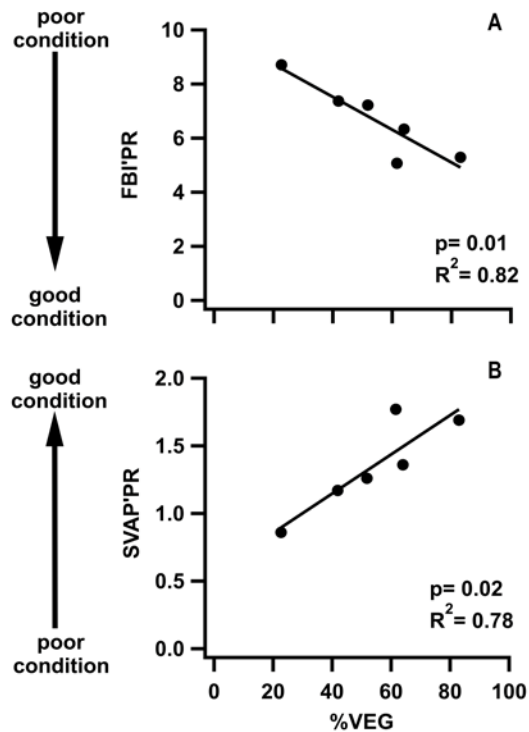 poor
condition
good
condition
A
10
8
6
4
2
0
FBI'PR
p= 0.01
R²= 0.82
good
condition
poor
condition
B
2.0
1.5
1.0
0.5
0.0
SVAP'PR
p= 0.02
R²= 0.78
0 20 40 60 80 100
%VEG